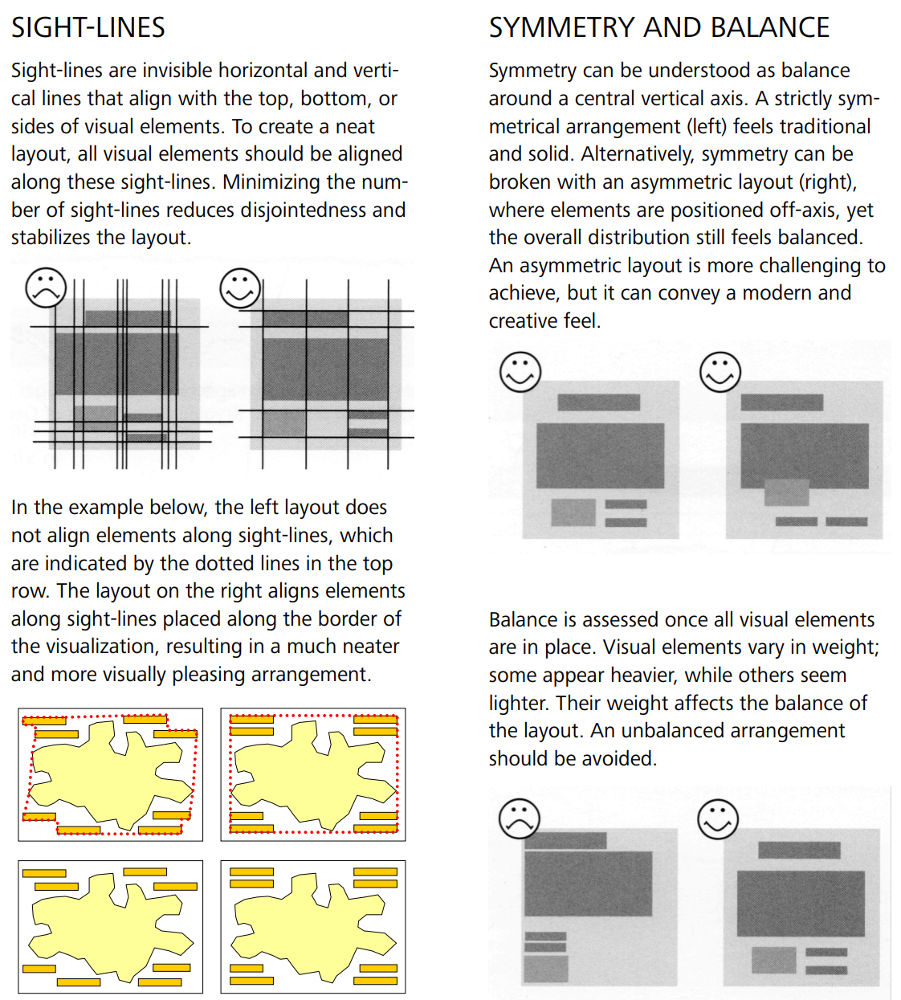 SIGHT-LINES
Sight-lines are invisible horizontal and verti-
cal lines that align with the top, bottom, or
sides of visual elements. To create a neat
layout, all visual elements should be aligned
along these sight-lines. Minimizing the num-
ber of sight-lines reduces disjointedness and
stabilizes the layout.
In the example below, the left layout does
not align elements along sight-lines, which
are indicated by the dotted lines in the top
row. The layout on the right aligns elements
along sight-lines placed along the border of
the visualization, resulting in a much neater
and more visually pleasing arrangement.
SYMMETRY AND BALANCE
Symmetry can be understood as balance
around a central vertical axis. A strictly sym-
metrical arrangement (left) feels traditional
and solid. Alternatively, symmetry can be
broken with an asymmetric layout (right),
where elements are positioned off-axis, yet
the overall distribution still feels balanced.
An asymmetric layout is more challenging to
achieve, but it can convey a modern and
creative feel.
Balance is assessed once all visual elements
are in place. Visual elements vary in weight;
some appear heavier, while others seem
lighter. Their weight affects the balance of
the layout. An unbalanced arrangement
should be avoided.